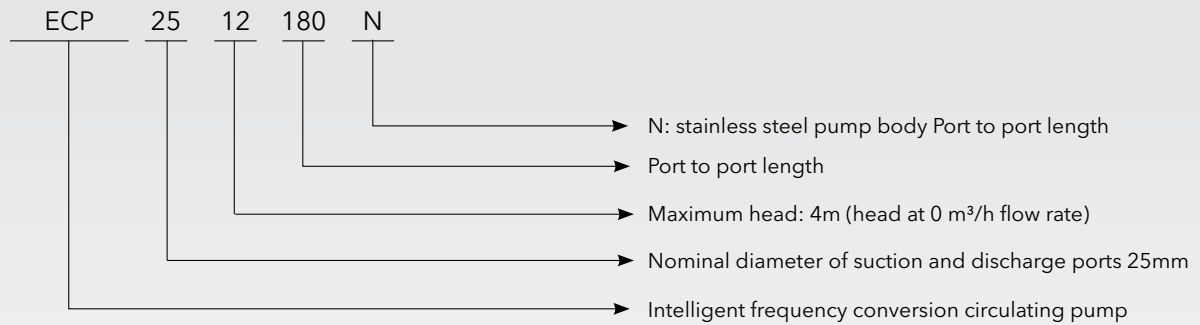 ECP 25 12 180 N
N: stainless steel pump body Port to port length
Port to port length
Maximum head: 4m (head at 0 m³/h flow rate)
Nominal diameter of suction and discharge ports 25mm
Intelligent frequency conversion circulating pump